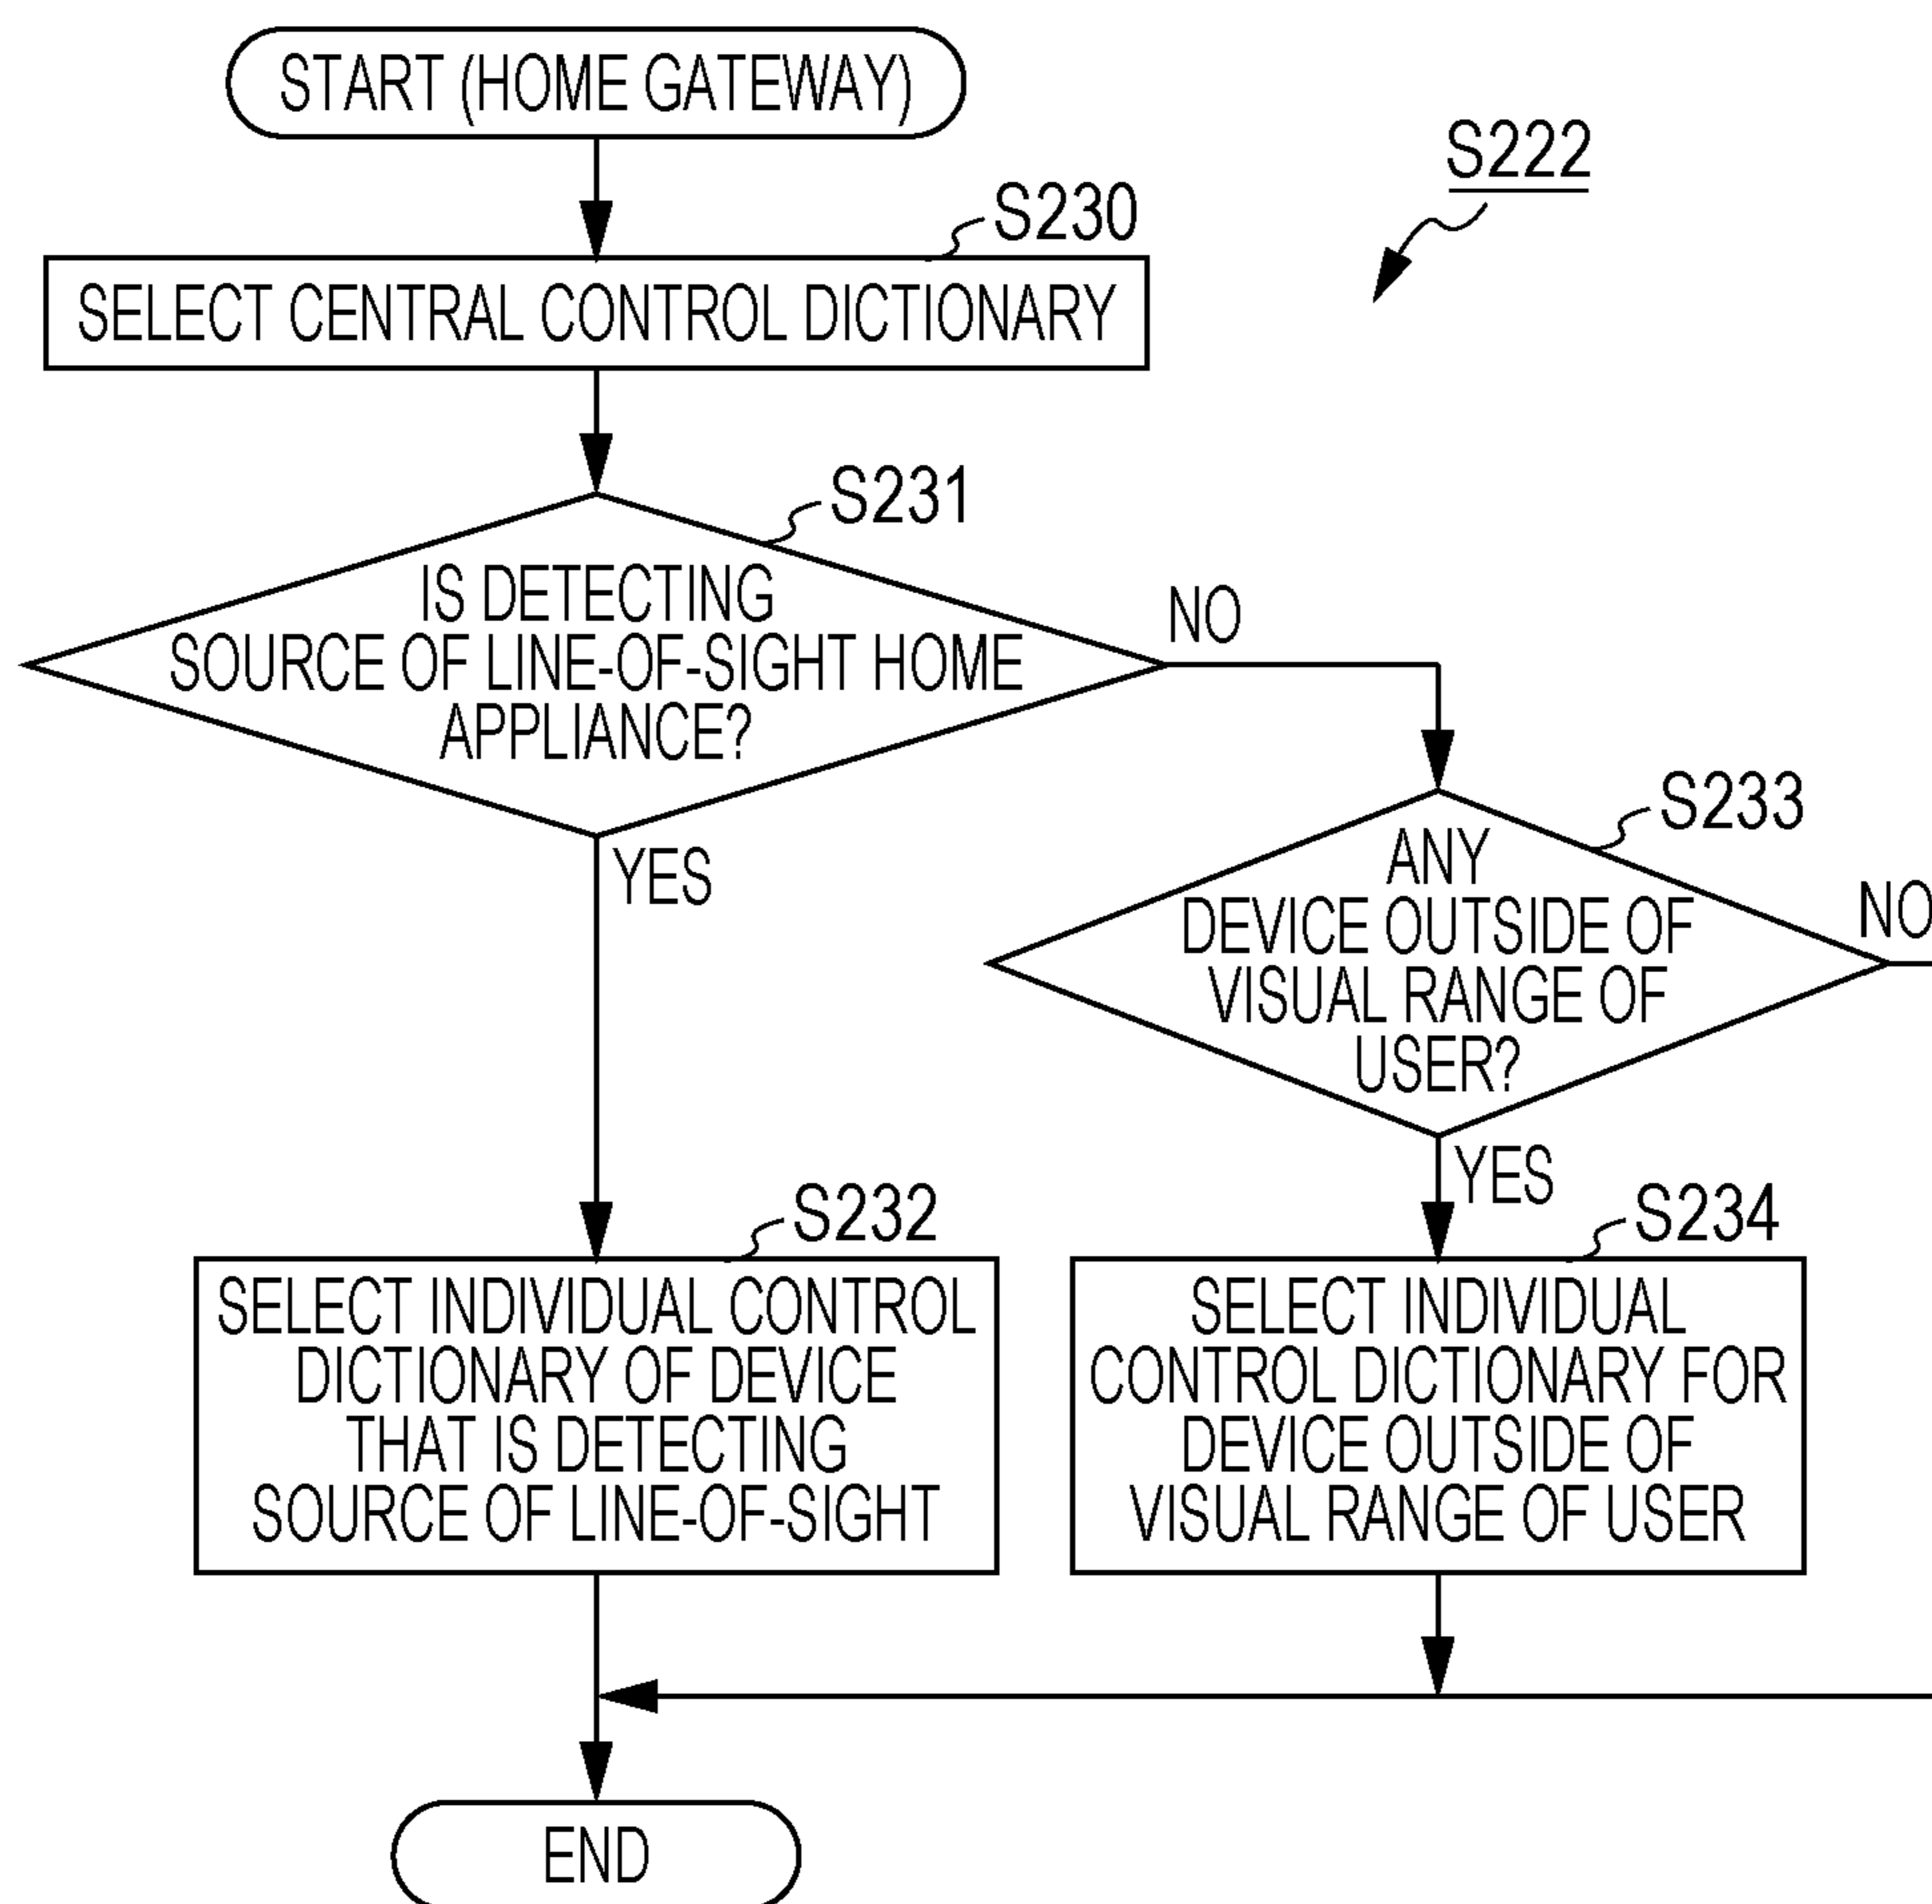 START (HOME GATEWAY)
S222
S230
SELECT CENTRAL CONTROL DICTIONARY
S231
IS DETECTING
SOURCE OF LINE-OF-SIGHT HOME
APPLIANCE?
NO
YES
S233
ANY
DEVICE OUTSIDE OF
VISUAL RANGE OF
USER?
NO
YES
S232
SELECT INDIVIDUAL CONTROL
DICTIONARY OF DEVICE
THAT IS DETECTING
SOURCE OF LINE-OF-SIGHT
S234
SELECT INDIVIDUAL
CONTROL DICTIONARY FOR
DEVICE OUTSIDE OF
VISUAL RANGE OF USER
END